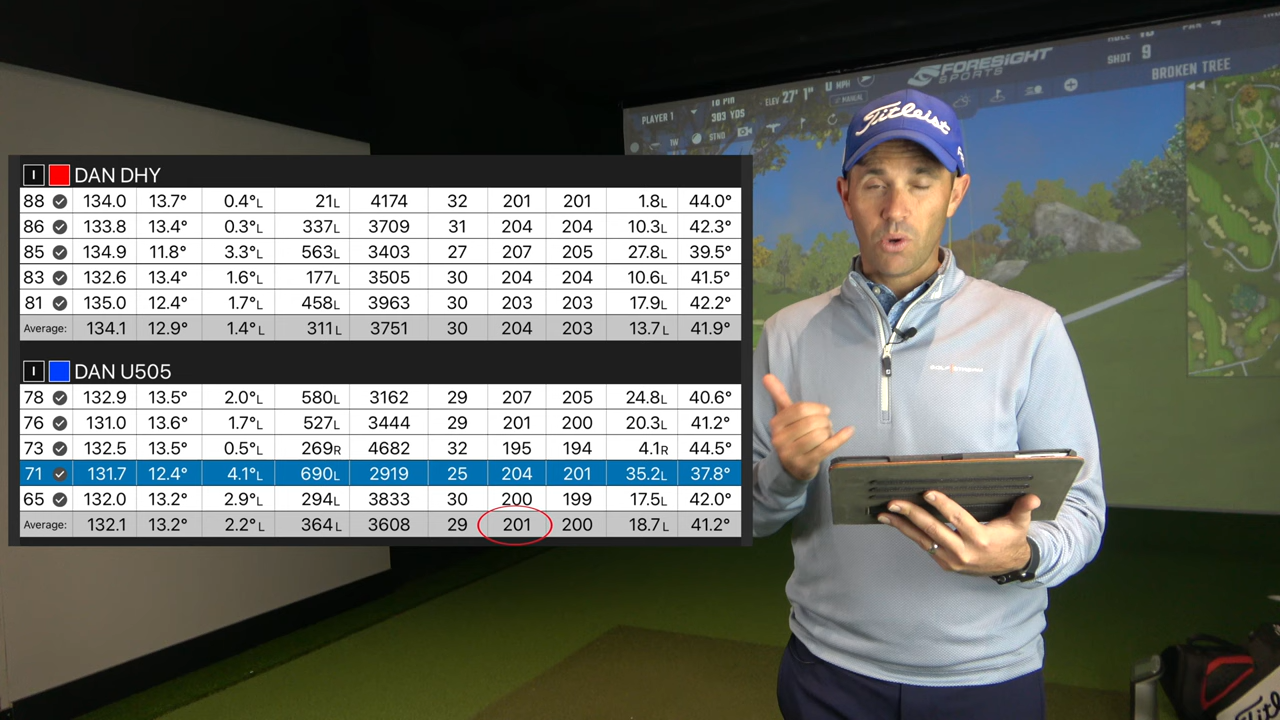 FORESIGHT
SPORTS
SHOT 9
PLAYER 1
303 YDS
ELEV 27' 1"
MPH
MANUAL
STND
1W
BROKEN TREE
Titleist
I DAN DHY
88 134.0 13.7° 0.4°L 21L 4174 32 201 201 1.8L 44.0°
86 133.8 13.4° 0.3°L 337L 3709 31 204 204 10.3L 42.3°
85 134.9 11.8° 3.3°L 563L 3403 27 207 205 27.8L 39.5°
83 132.6 13.4° 1.6°L 177L 3505 30 204 204 10.6L 41.5°
81 135.0 12.4° 1.7°L 458L 3963 30 203 203 17.9L 42.2°
Average: 134.1 12.9° 1.4°L 311L 3751 30 204 203 13.7L 41.9°
I DAN U505
78 132.9 13.5° 2.0°L 580L 3162 29 207 205 24.8L 40.6°
76 131.0 13.6° 1.7°L 527L 3444 29 201 200 20.3L 41.2°
73 132.5 13.5° 0.5°L 269R 4682 32 195 194 4.1R 44.5°
71 131.7 12.4° 4.1°L 690L 2919 25 204 201 35.2L 37.8°
65 132.0 13.2° 2.9°L 294L 3833 30 200 199 17.5L 42.0°
Average: 132.1 13.2° 2.2°L 364L 3608 29 201 200 18.7L 41.2°